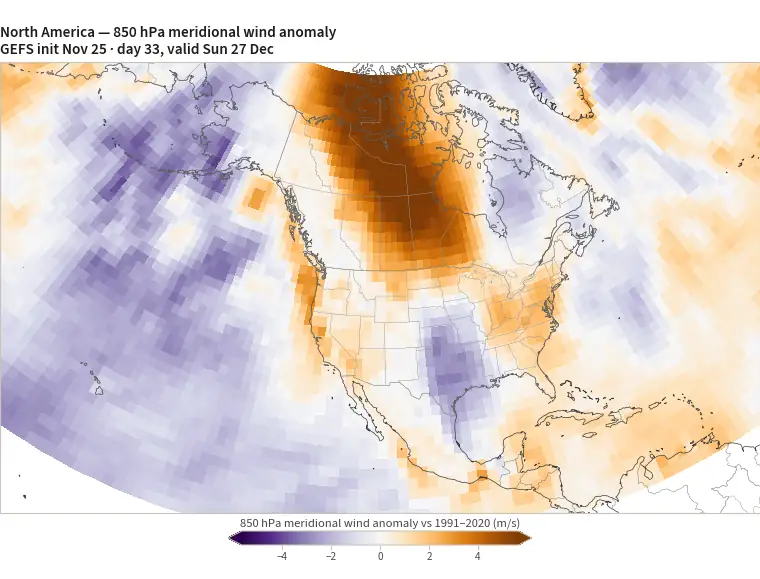 North America — 850 hPa meridional wind anomaly
GEFS init Nov 25 · day 33, valid Sun 27 Dec
850 hPa meridional wind anomaly vs 1991–2020 (m/s)
−4 −2 0 2 4